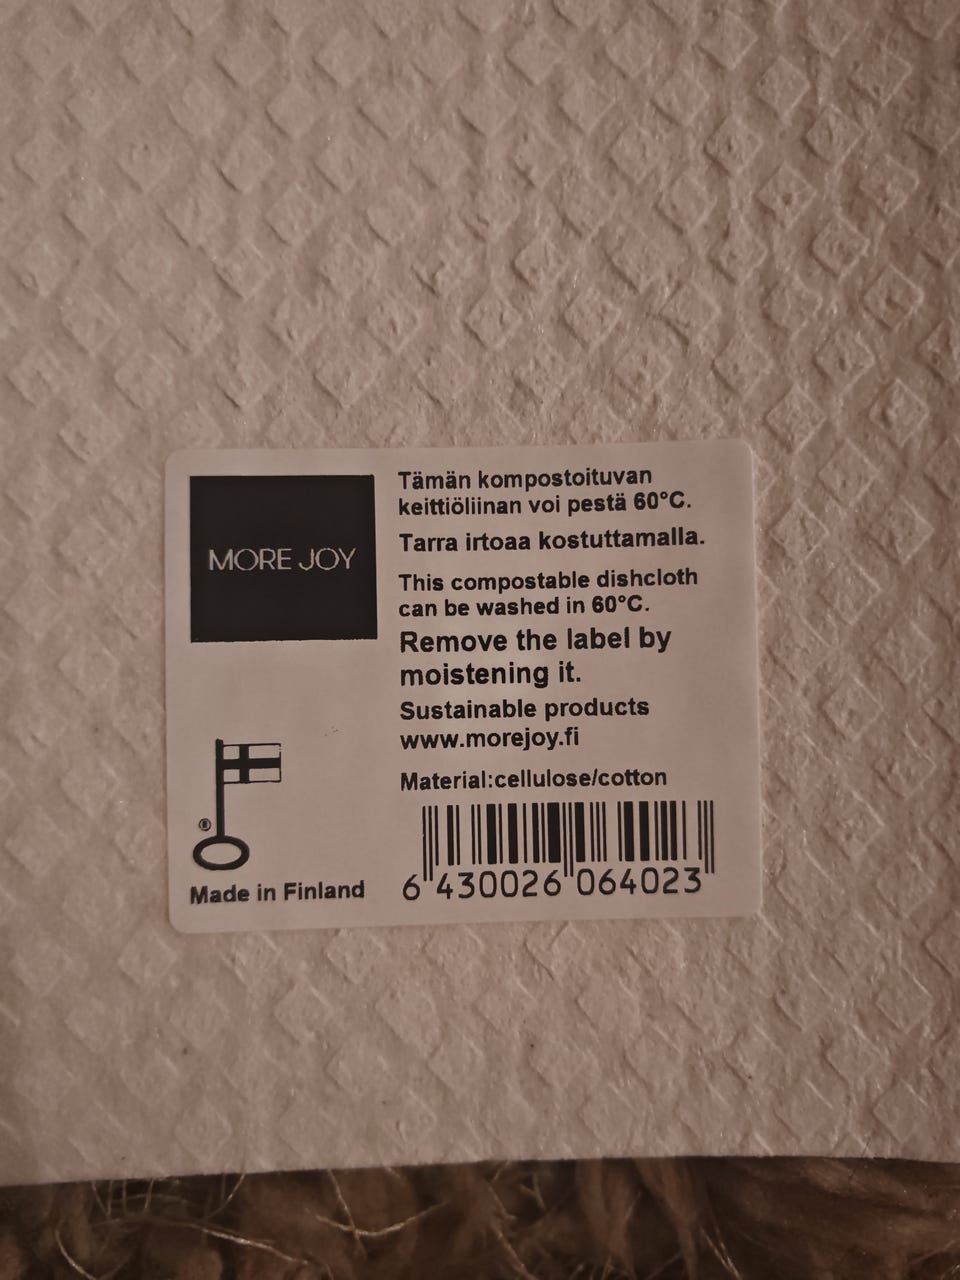 MORE JOY
Tämän kompostoituvan
keittiöliinan voi pestä 60°C.
Tarra irtoaa kostuttamalla.
This compostable dishcloth
can be washed in 60°C.
Remove the label by
moistening it.
Sustainable products
www.morejoy.fi
Material:cellulose/cotton
6 430026 064023
Made in Finland